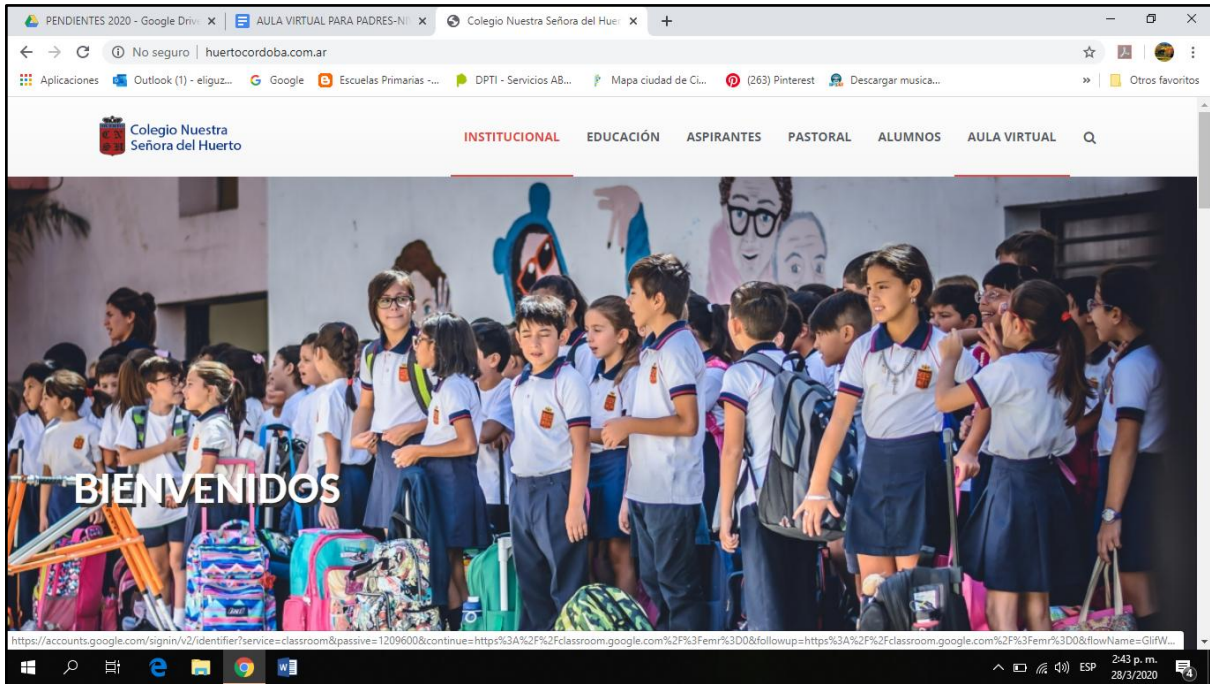 PENDIENTES 2020 - Google Drive
AULA VIRTUAL PARA PADRES-NI
Colegio Nuestra Señora del Huer
No seguro | huertocordoba.com.ar
Aplicaciones
Outlook (1) - eliguz...
Google
Escuelas Primarias -...
DPTI - Servicios AB...
Mapa ciudad de Ci...
(263) Pinterest
Descargar musica...
»
Otros favoritos
Colegio Nuestra
Señora del Huerto
INSTITUCIONAL EDUCACIÓN ASPIRANTES PASTORAL ALUMNOS AULA VIRTUAL
BIENVENIDOS
https://accounts.google.com/signin/v2/identifier?service=classroom&passive=1209600&continue=https%3A%2F%2Fclassroom.google.com%2F%3Femr%3D0&followup=https%3A%2F%2Fclassroom.google.com%2F%3Femr%3D0&flowName=GlifW...
ESP
2:43 p. m.
28/3/2020
4